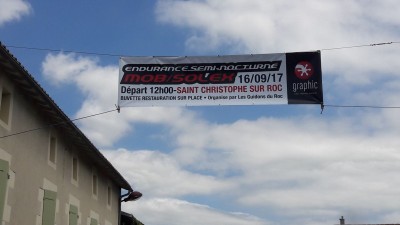 ENDURANCE SEMI-NOCTURNE
MOB/SOLEX 16/09/17
Départ 12h00-SAINT CHRISTOPHE SUR ROC
BUVETTE RESTAURATION SUR PLACE • Organisé par Les Guidons du Roc
graphic